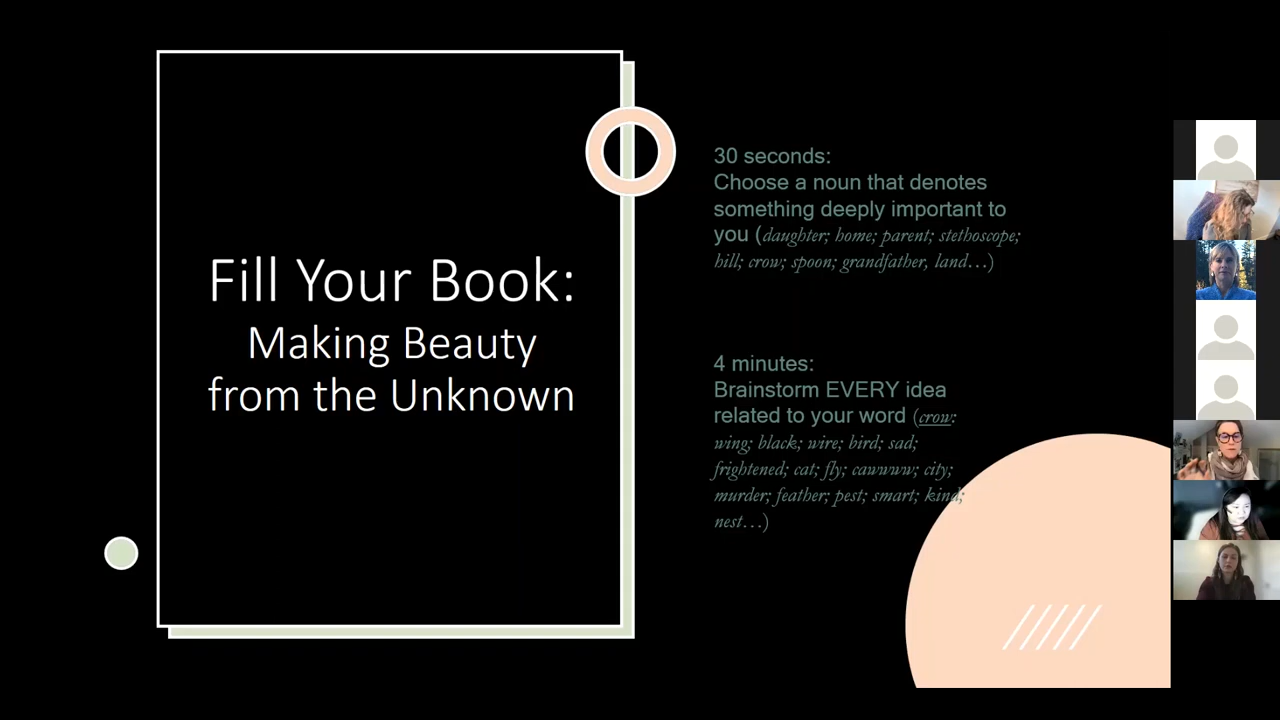 Fill Your Book:
Making Beauty
from the Unknown
30 seconds:
Choose a noun that denotes
something deeply important to
you (daughter; home; parent; stethoscope;
hill; crow; spoon; grandfather, land…)
4 minutes:
Brainstorm EVERY idea
related to your word (crow:
wing; black; wire; bird; sad;
frightened; cat; fly; cawwww; city;
murder; feather; pest; smart; kind;
nest…)